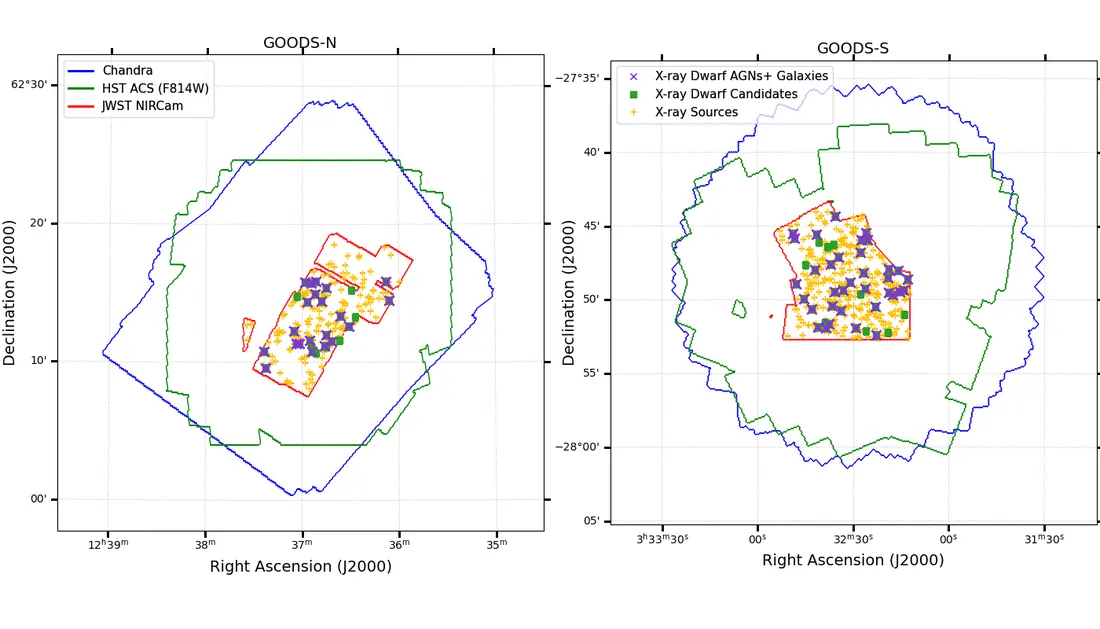 GOODS-N
Chandra
HST ACS (F814W)
JWST NIRCam
62°30'
20'
10'
00'
Declination (J2000)
12ʰ39ᵐ
38ᵐ
37ᵐ
36ᵐ
35ᵐ
Right Ascension (J2000)
GOODS-S
X-ray Dwarf AGNs+ Galaxies
X-ray Dwarf Candidates
X-ray Sources
−27°35'
40'
45'
50'
55'
−28°00'
05'
Declination (J2000)
3ʰ33ᵐ30ˢ
00ˢ
32ᵐ30ˢ
00ˢ
31ᵐ30ˢ
Right Ascension (J2000)